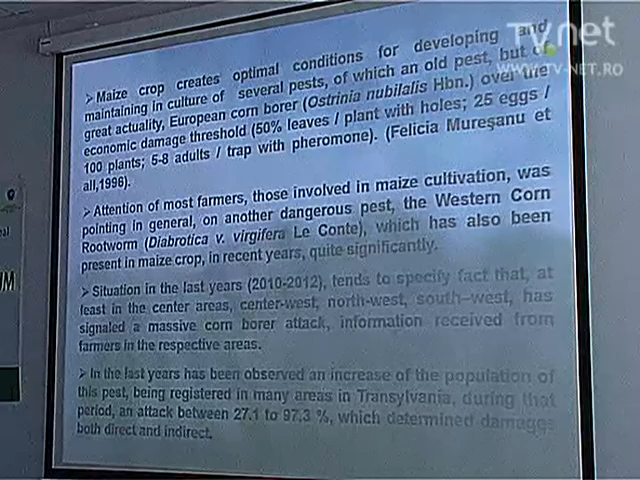 tv.net
WWW.TV-NET.RO
➢ Maize crop creates optimal conditions for developing and
maintaining in culture of several pests, of which an old pest, but of
great actuality, European corn borer (Ostrinia nubilalis Hbn.) over the
economic damage threshold (50% leaves / plant with holes; 25 eggs /
100 plants; 5-8 adults / trap with pheromone). (Felicia Mureşanu et
all,1996).
➢ Attention of most farmers, those involved in maize cultivation, was
pointing in general, on another dangerous pest, the Western Corn
Rootworm (Diabrotica v. virgifera Le Conte), which has also been
present in maize crop, in recent years, quite significantly.
➢ Situation in the last years (2010-2012), tends to specify fact that, at
least in the center areas, center-west, north-west, south–west, has
signaled a massive corn borer attack, information received from
farmers in the respective areas.
➢ In the last years has been observed an increase of the population of
this pest, being registered in many areas in Transylvania, during that
period, an attack between 27.1 to 97.3 %, which determined damages
both direct and indirect.
UM